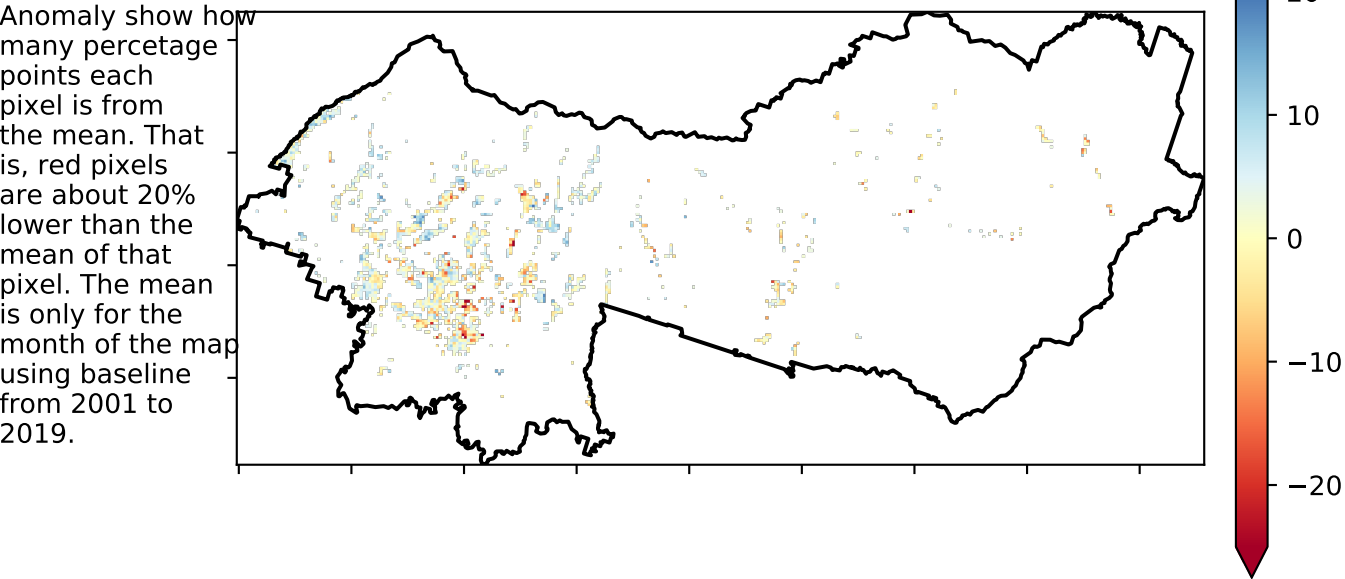 Anomaly show how
many percetage
points each
pixel is from
the mean. That
is, red pixels
are about 20%
lower than the
mean of that
pixel. The mean
is only for the
month of the map
using baseline
from 2001 to
2019.
10
0
−10
−20